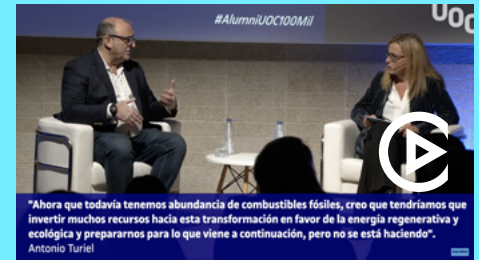 #AlumniUOC100Mil
UOC
"Ahora que todavía tenemos abundancia de combustibles fósiles, creo que tendríamos que
invertir muchos recursos hacia esta transformación en favor de la energía regenerativa y
ecológica y prepararnos para lo que viene a continuación, pero no se está haciendo".
Antonio Turiel